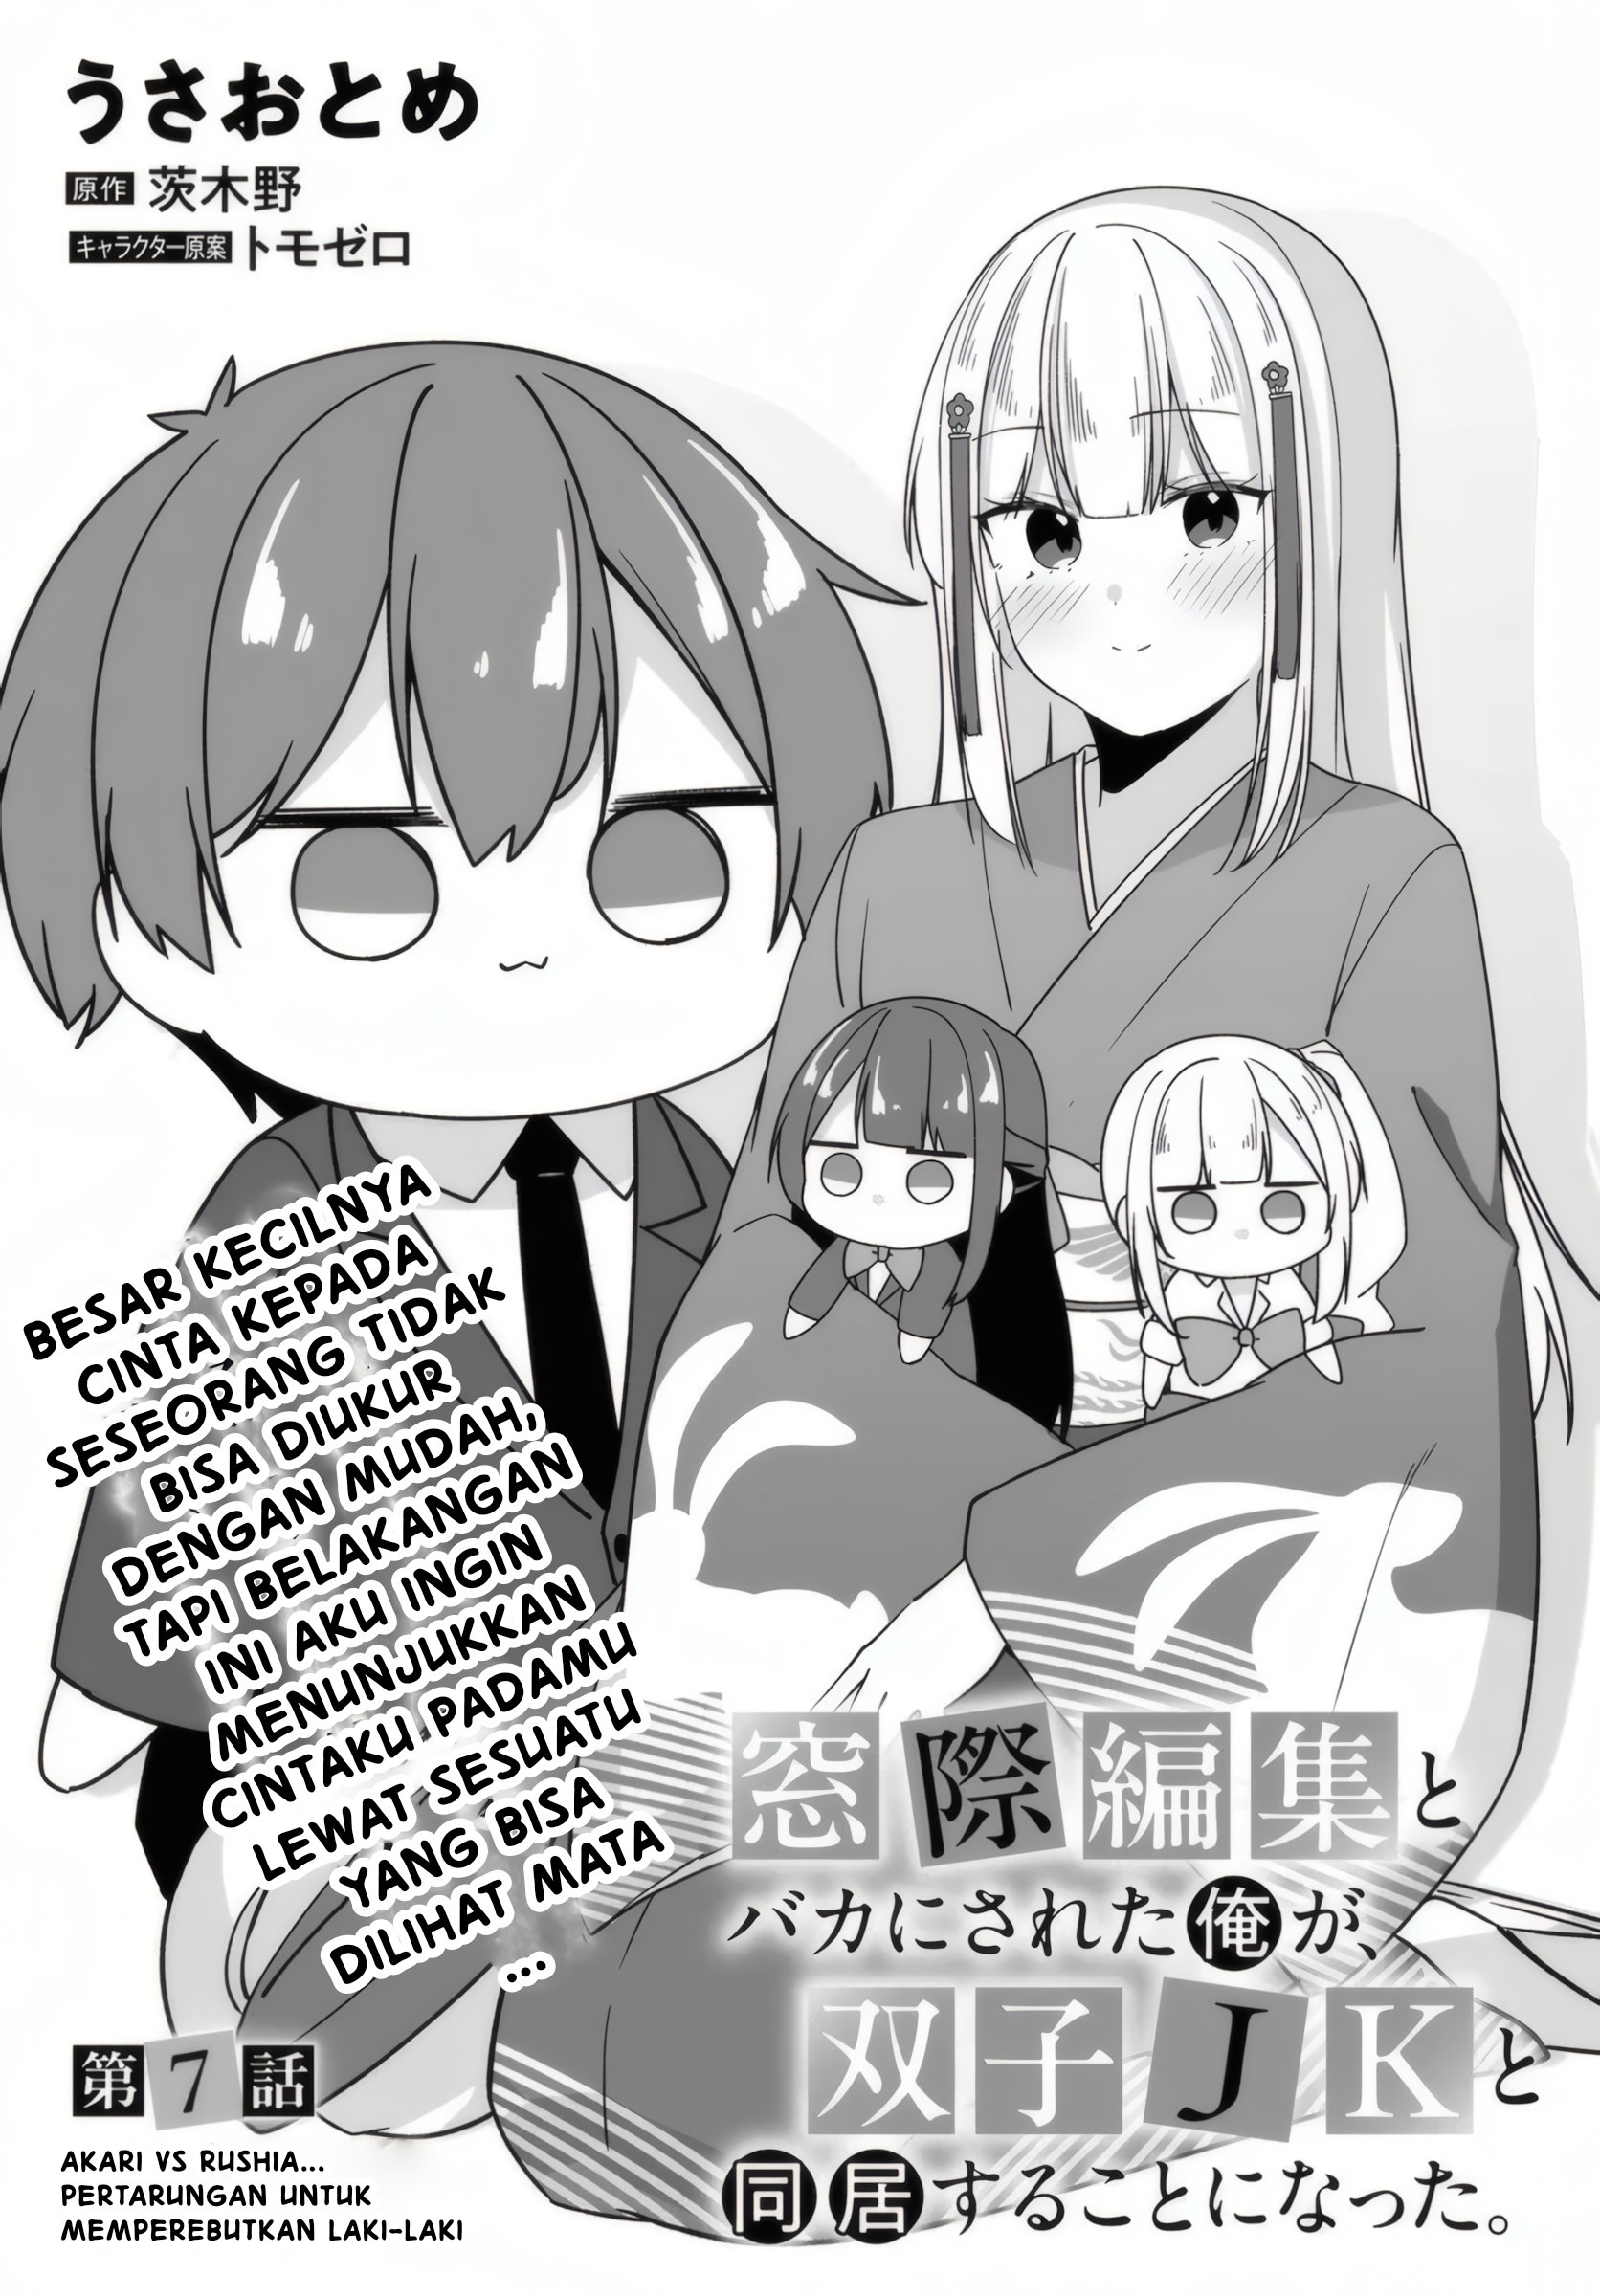 うさおとめ
原作 茨木野
キャラクター原案 トモゼロ
BESAR KECILNYA
CINTA KEPADA
SESEORANG TIDAK
BISA DIUKUR
DENGAN MUDAH,
TAPI BELAKANGAN
INI AKU INGIN
MENUNJUKKAN
CINTAKU PADAMU
LEWAT SESUATU
YANG BISA
DILIHAT MATA
...
窓際編集と
バカにされた俺が、
双子JKと
同居することになった。
第7話
AKARI VS RUSHIA...
PERTARUNGAN UNTUK
MEMPEREBUTKAN LAKI-LAKI